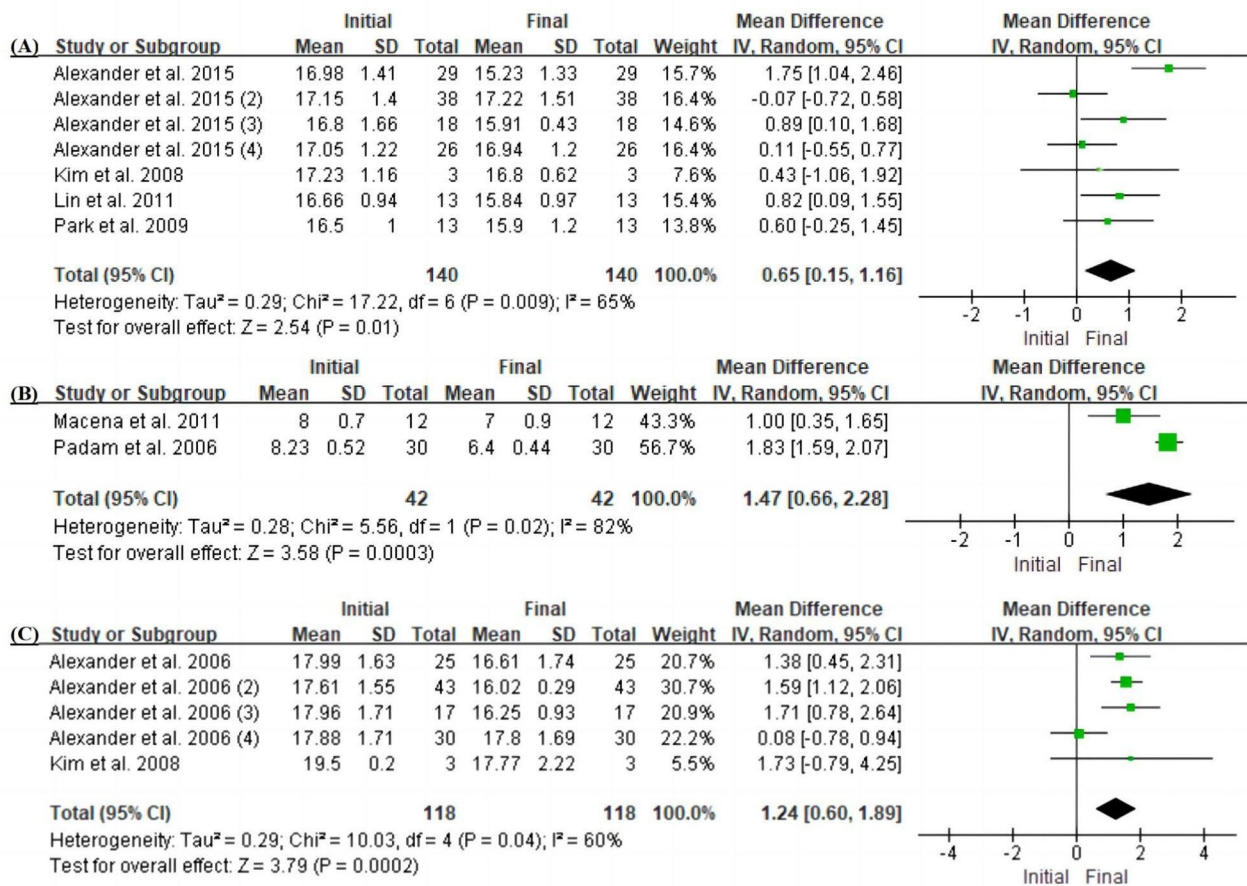 Initial Final Mean Difference Mean Difference
(A) Study or Subgroup Mean SD Total Mean SD Total Weight IV, Random, 95% CI IV, Random, 95% CI
Alexander et al. 2015 16.98 1.41 29 15.23 1.33 29 15.7% 1.75 [1.04, 2.46]
Alexander et al. 2015 (2) 17.15 1.4 38 17.22 1.51 38 16.4% -0.07 [-0.72, 0.58]
Alexander et al. 2015 (3) 16.8 1.66 18 15.91 0.43 18 14.6% 0.89 [0.10, 1.68]
Alexander et al. 2015 (4) 17.05 1.22 26 16.94 1.2 26 16.4% 0.11 [-0.55, 0.77]
Kim et al. 2008 17.23 1.16 3 16.8 0.62 3 7.6% 0.43 [-1.06, 1.92]
Lin et al. 2011 16.66 0.94 13 15.84 0.97 13 15.4% 0.82 [0.09, 1.55]
Park et al. 2009 16.5 1 13 15.9 1.2 13 13.8% 0.60 [-0.25, 1.45]
Total (95% CI) 140 140 100.0% 0.65 [0.15, 1.16]
Heterogeneity: Tau² = 0.29; Chi² = 17.22, df = 6 (P = 0.009); I² = 65%
Test for overall effect: Z = 2.54 (P = 0.01)
-2 -1 0 1 2
Initial Final
Initial Final Mean Difference Mean Difference
(B) Study or Subgroup Mean SD Total Mean SD Total Weight IV, Random, 95% CI IV, Random, 95% CI
Macena et al. 2011 8 0.7 12 7 0.9 12 43.3% 1.00 [0.35, 1.65]
Padam et al. 2006 8.23 0.52 30 6.4 0.44 30 56.7% 1.83 [1.59, 2.07]
Total (95% CI) 42 42 100.0% 1.47 [0.66, 2.28]
Heterogeneity: Tau² = 0.28; Chi² = 5.56, df = 1 (P = 0.02); I² = 82%
Test for overall effect: Z = 3.58 (P = 0.0003)
-2 -1 0 1 2
Initial Final
Initial Final Mean Difference Mean Difference
(C) Study or Subgroup Mean SD Total Mean SD Total Weight IV, Random, 95% CI IV, Random, 95% CI
Alexander et al. 2006 17.99 1.63 25 16.61 1.74 25 20.7% 1.38 [0.45, 2.31]
Alexander et al. 2006 (2) 17.61 1.55 43 16.02 0.29 43 30.7% 1.59 [1.12, 2.06]
Alexander et al. 2006 (3) 17.96 1.71 17 16.25 0.93 17 20.9% 1.71 [0.78, 2.64]
Alexander et al. 2006 (4) 17.88 1.71 30 17.8 1.69 30 22.2% 0.08 [-0.78, 0.94]
Kim et al. 2008 19.5 0.2 3 17.77 2.22 3 5.5% 1.73 [-0.79, 4.25]
Total (95% CI) 118 118 100.0% 1.24 [0.60, 1.89]
Heterogeneity: Tau² = 0.29; Chi² = 10.03, df = 4 (P = 0.04); I² = 60%
Test for overall effect: Z = 3.79 (P = 0.0002)
-4 -2 0 2 4
Initial Final